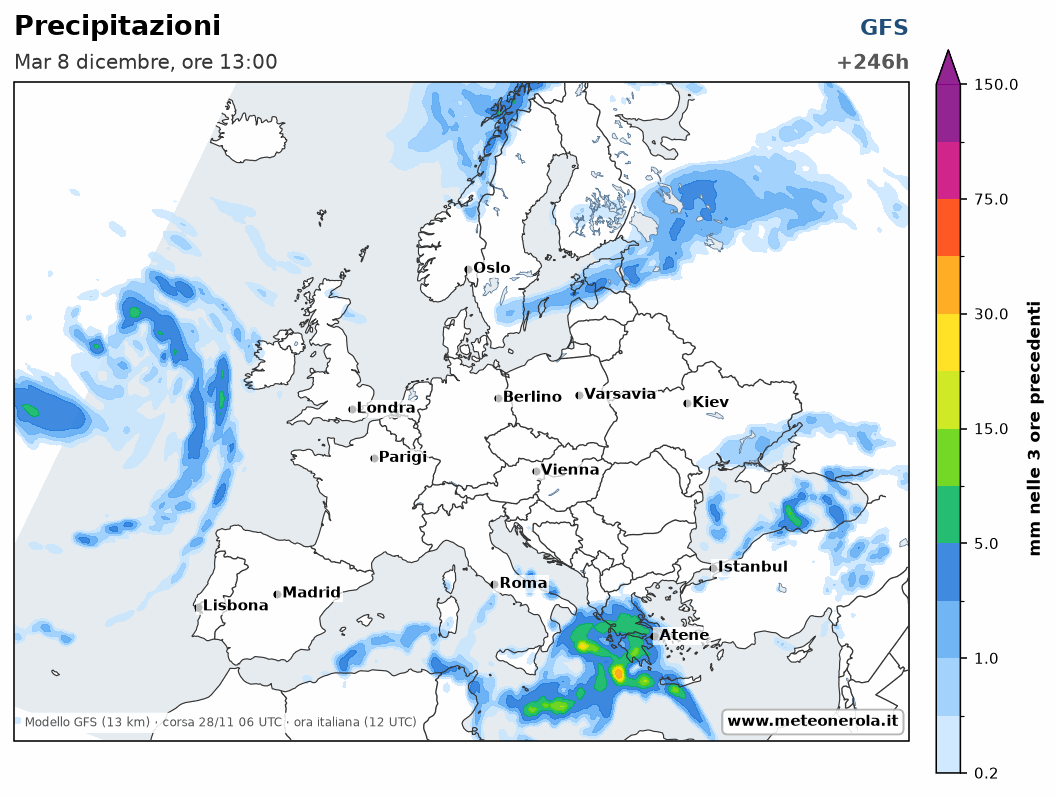 Precipitazioni
GFS
Mar 8 dicembre, ore 13:00
+246h
150.0
75.0
30.0
15.0
5.0
1.0
0.2
mm nelle 3 ore precedenti
Oslo
Berlino
Varsavia
Kiev
Londra
Parigi
Vienna
Istanbul
Roma
Madrid
Lisbona
Atene
Modello GFS (13 km) · corsa 28/11 06 UTC · ora italiana (12 UTC)
www.meteonerola.it